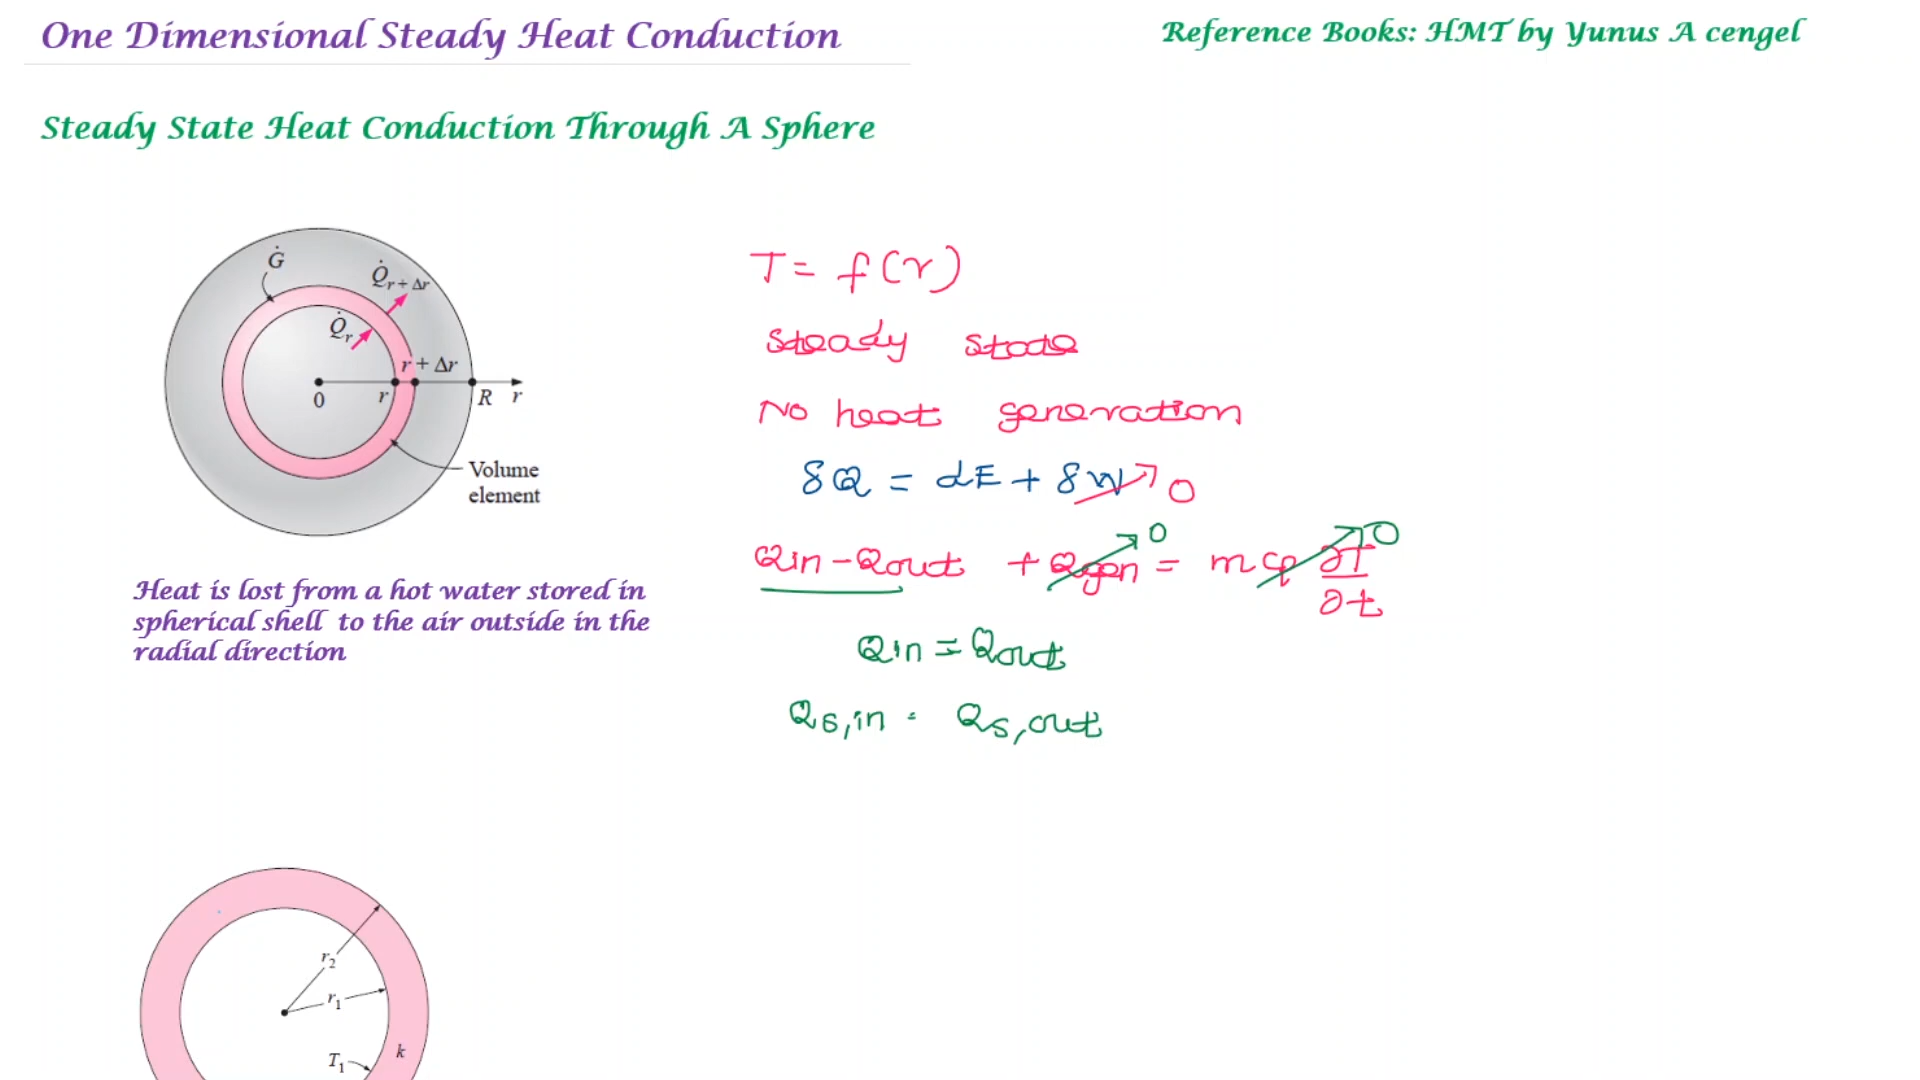 One Dimensional Steady Heat Conduction
Reference Books: HMT by Yunus A cengel
Steady State Heat Conduction Through A Sphere
Ġ
Q̇r + Δr
Q̇r
r + Δr
0
r
R
r
Volume
element
Heat is lost from a hot water stored in
spherical shell to the air outside in the
radial direction
T = f(r)
Steady state
No heat generation
δQ = dE + δW 0
Qin - Qout + Qgen 0 = m cp ∂T/∂t 0
Qin = Qout
Qs,in = Qs,out
r2
r1
T1
k